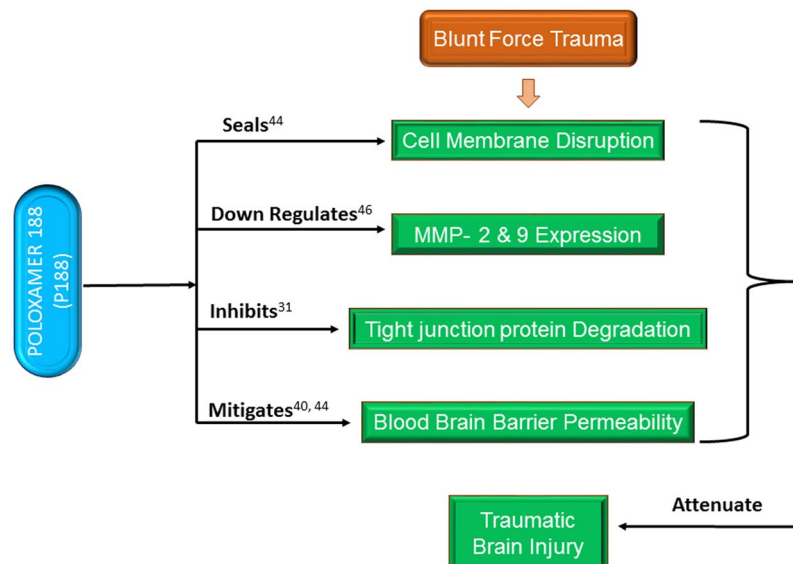 Blunt Force Trauma
Seals44
Cell Membrane Disruption
Down Regulates46
MMP- 2 & 9 Expression
POLOXAMER 188
(P188)
Inhibits31
Tight junction protein Degradation
Mitigates40, 44
Blood Brain Barrier Permeability
Attenuate
Traumatic
Brain Injury